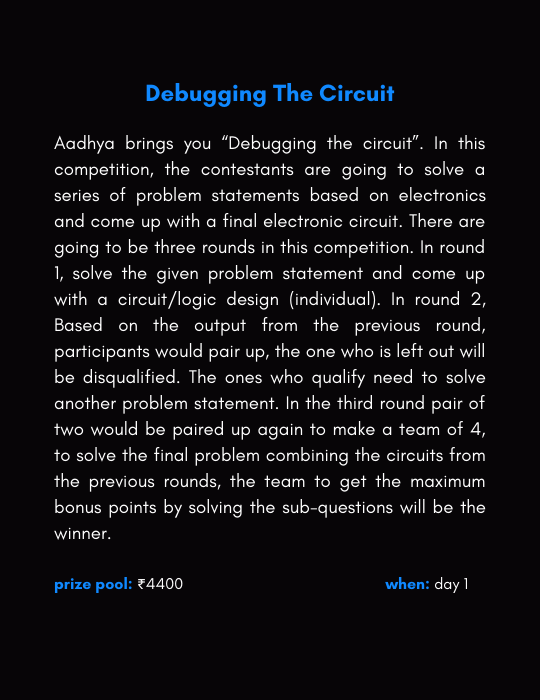 Debugging The Circuit
Aadhya brings you “Debugging the circuit”. In this
competition, the contestants are going to solve a
series of problem statements based on electronics
and come up with a final electronic circuit. There are
going to be three rounds in this competition. In round
1, solve the given problem statement and come up
with a circuit/logic design (individual). In round 2,
Based on the output from the previous round,
participants would pair up, the one who is left out will
be disqualified. The ones who qualify need to solve
another problem statement. In the third round pair of
two would be paired up again to make a team of 4,
to solve the final problem combining the circuits from
the previous rounds, the team to get the maximum
bonus points by solving the sub-questions will be the
winner.
prize pool: ₹4400 when: day 1